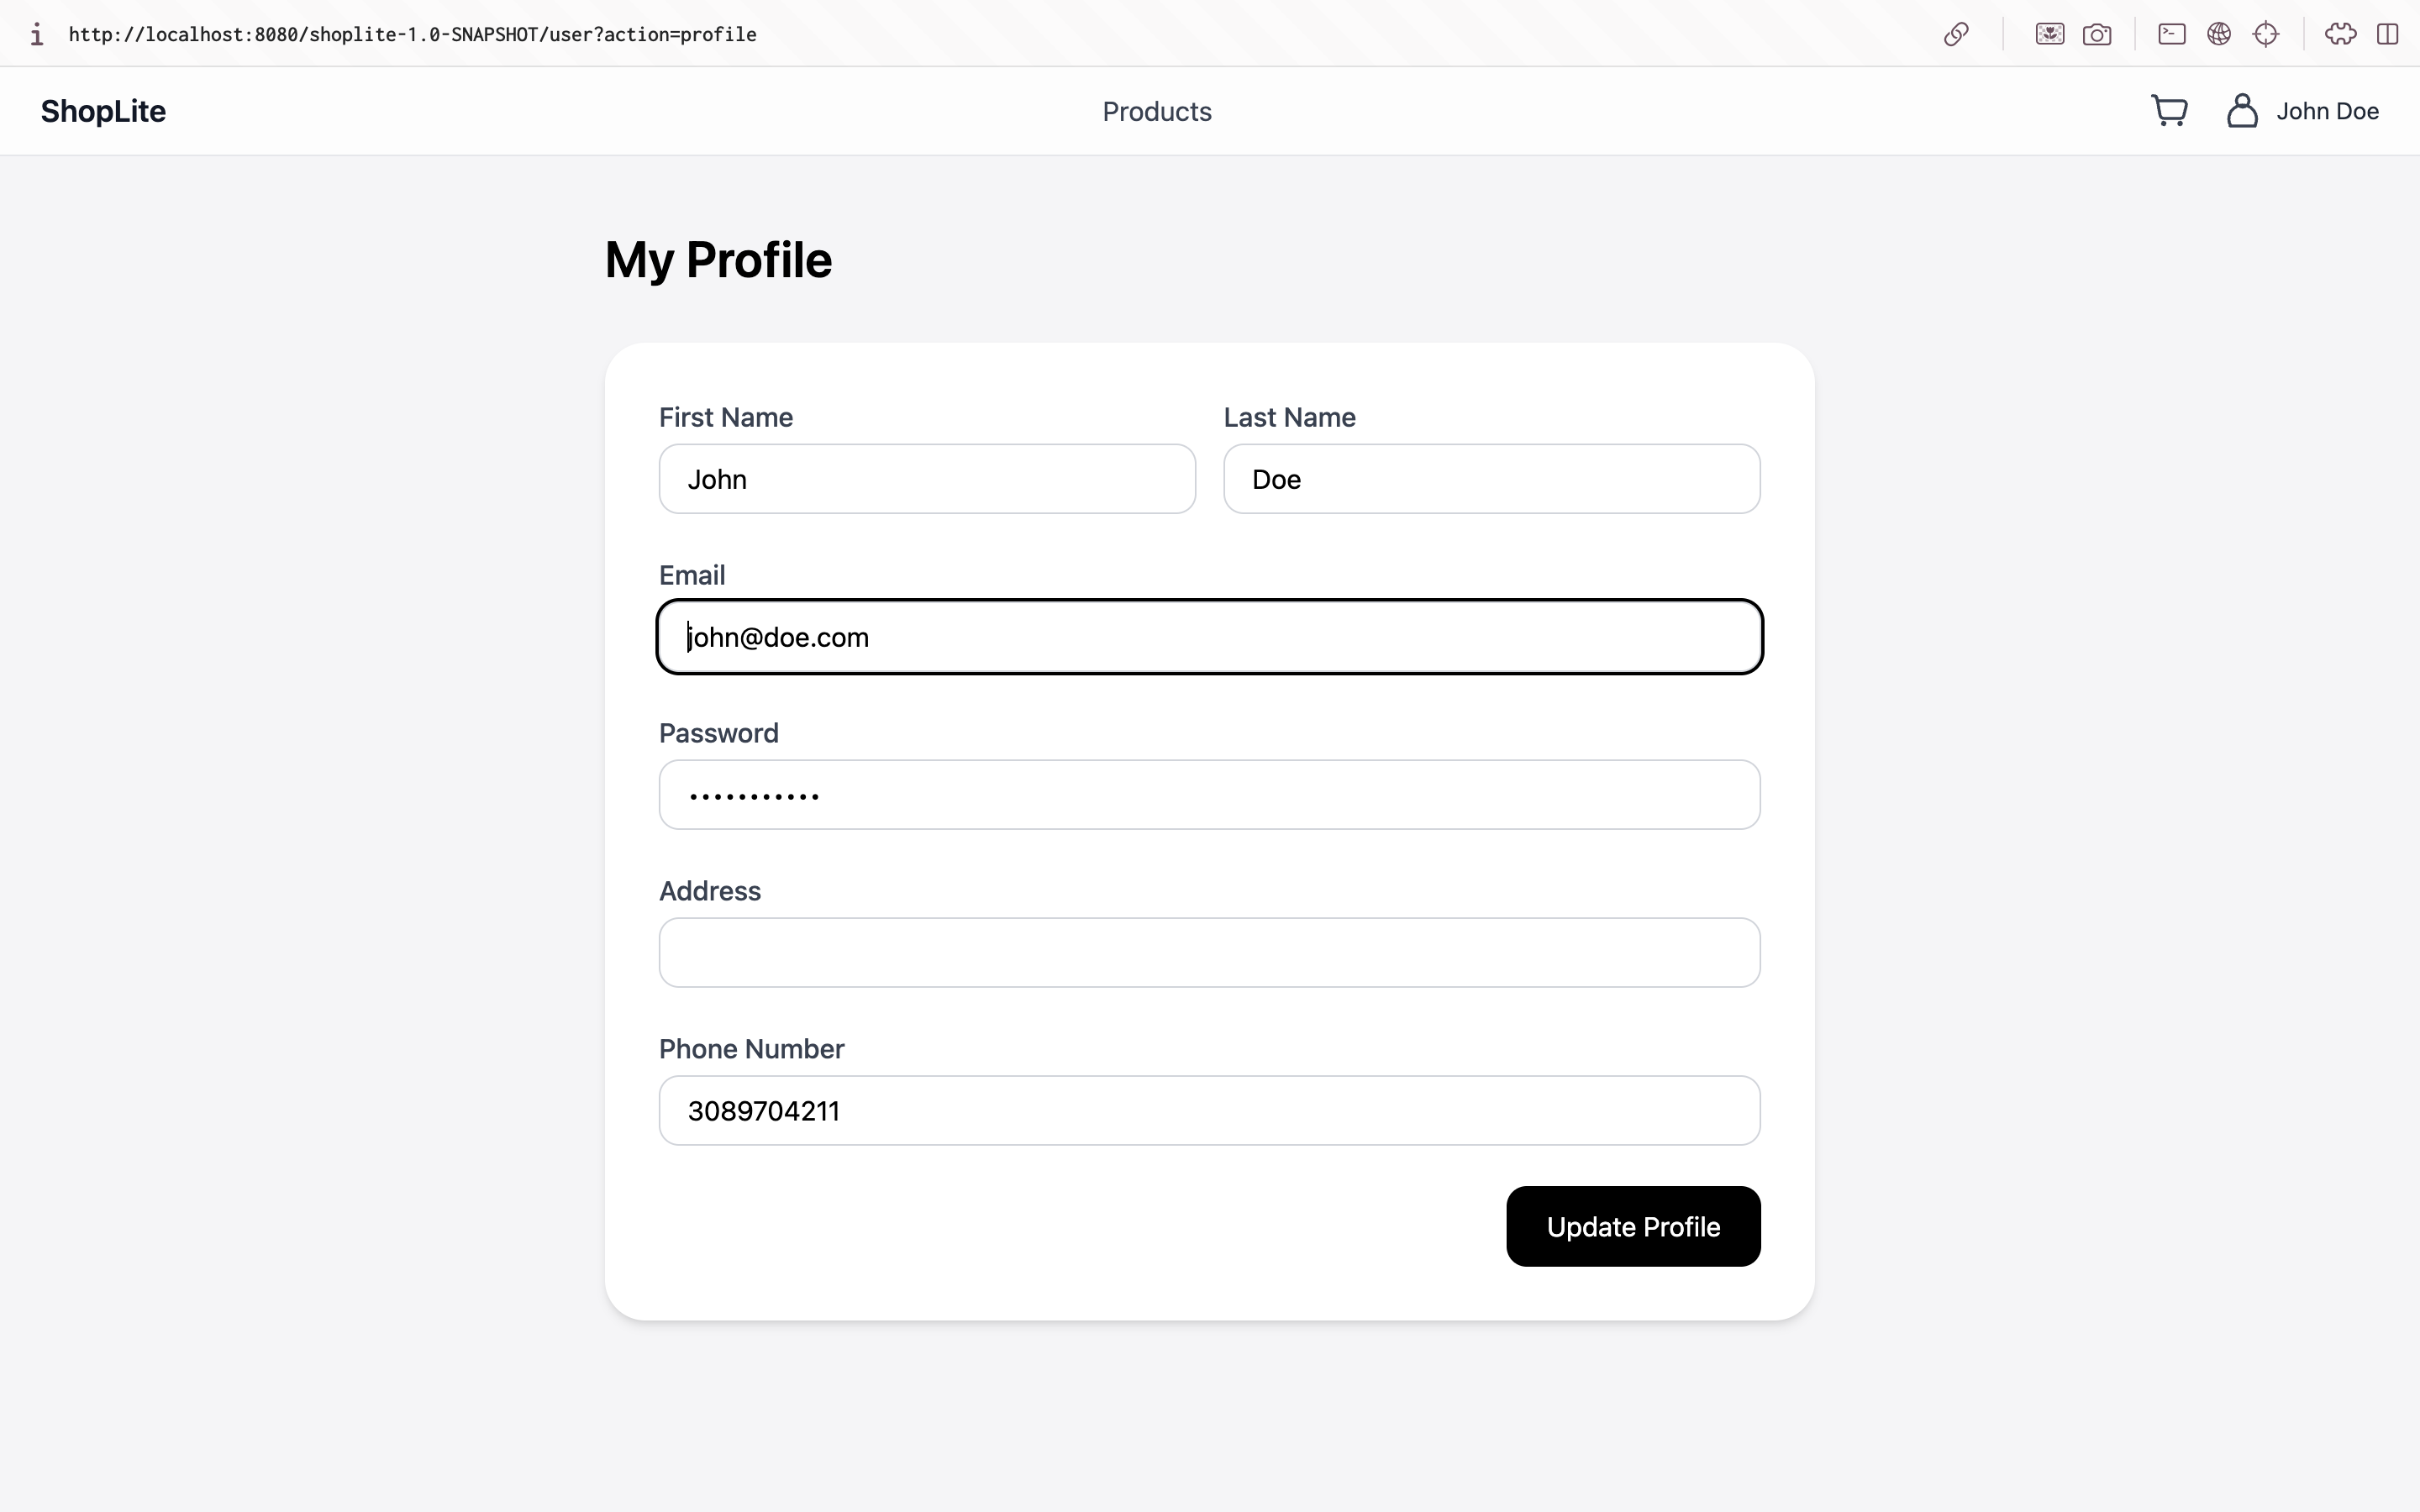 http://localhost:8080/shoplite-1.0-SNAPSHOT/user?action=profile
ShopLite
Products
John Doe
My Profile
First Name
Last Name
John
Doe
Email
john@doe.com
Password
•••••••••••
Address
Phone Number
3089704211
Update Profile